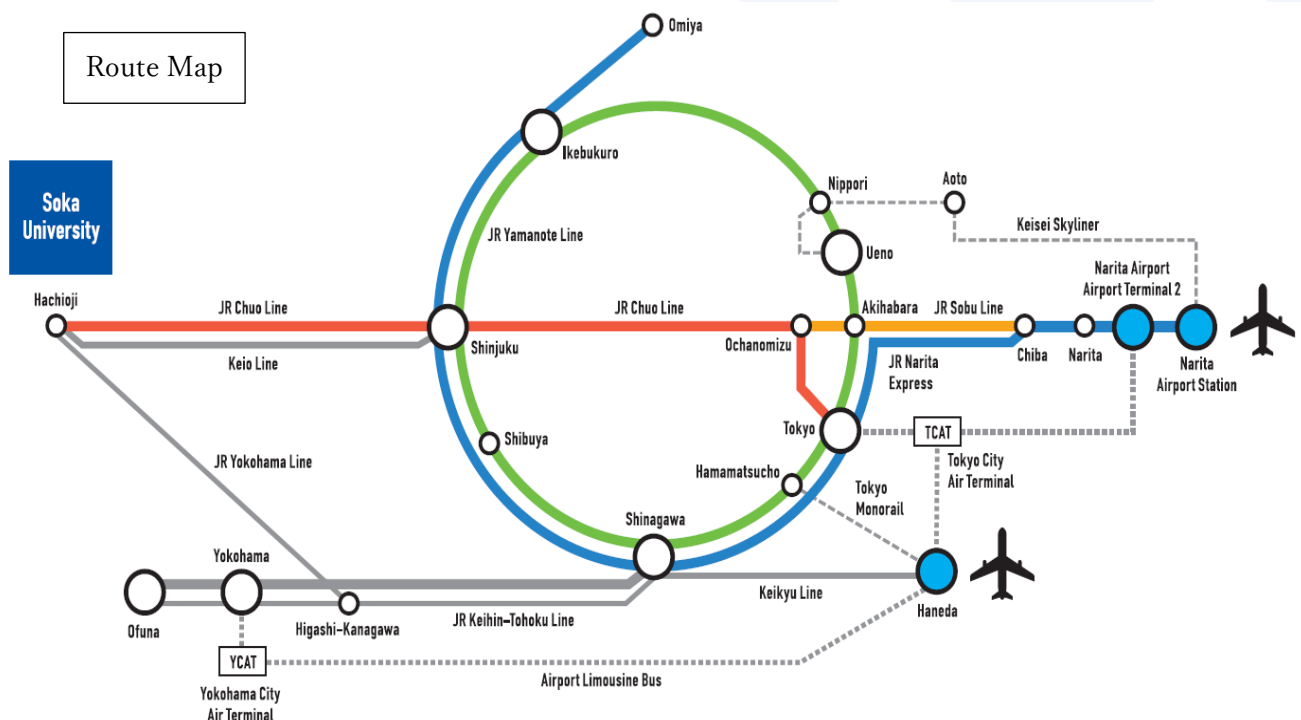 Route Map
Omiya
Ikebukuro
Soka
University
Nippori
Aoto
JR Yamanote Line
Keisei Skyliner
Ueno
Narita Airport
Airport Terminal 2
Hachioji
JR Chuo Line
JR Chuo Line
Akihabara
JR Sobu Line
Shinjuku
Ochanomizu
Keio Line
JR Narita
Express
Chiba
Narita
Narita
Airport Station
Shibuya
Tokyo
TCAT
Tokyo City
Air Terminal
JR Yokohama Line
Hamamatsucho
Tokyo
Monorail
Shinagawa
Yokohama
Keikyu Line
Haneda
Ofuna
Higashi-Kanagawa
JR Keihin-Tohoku Line
YCAT
Yokohama City
Air Terminal
Airport Limousine Bus